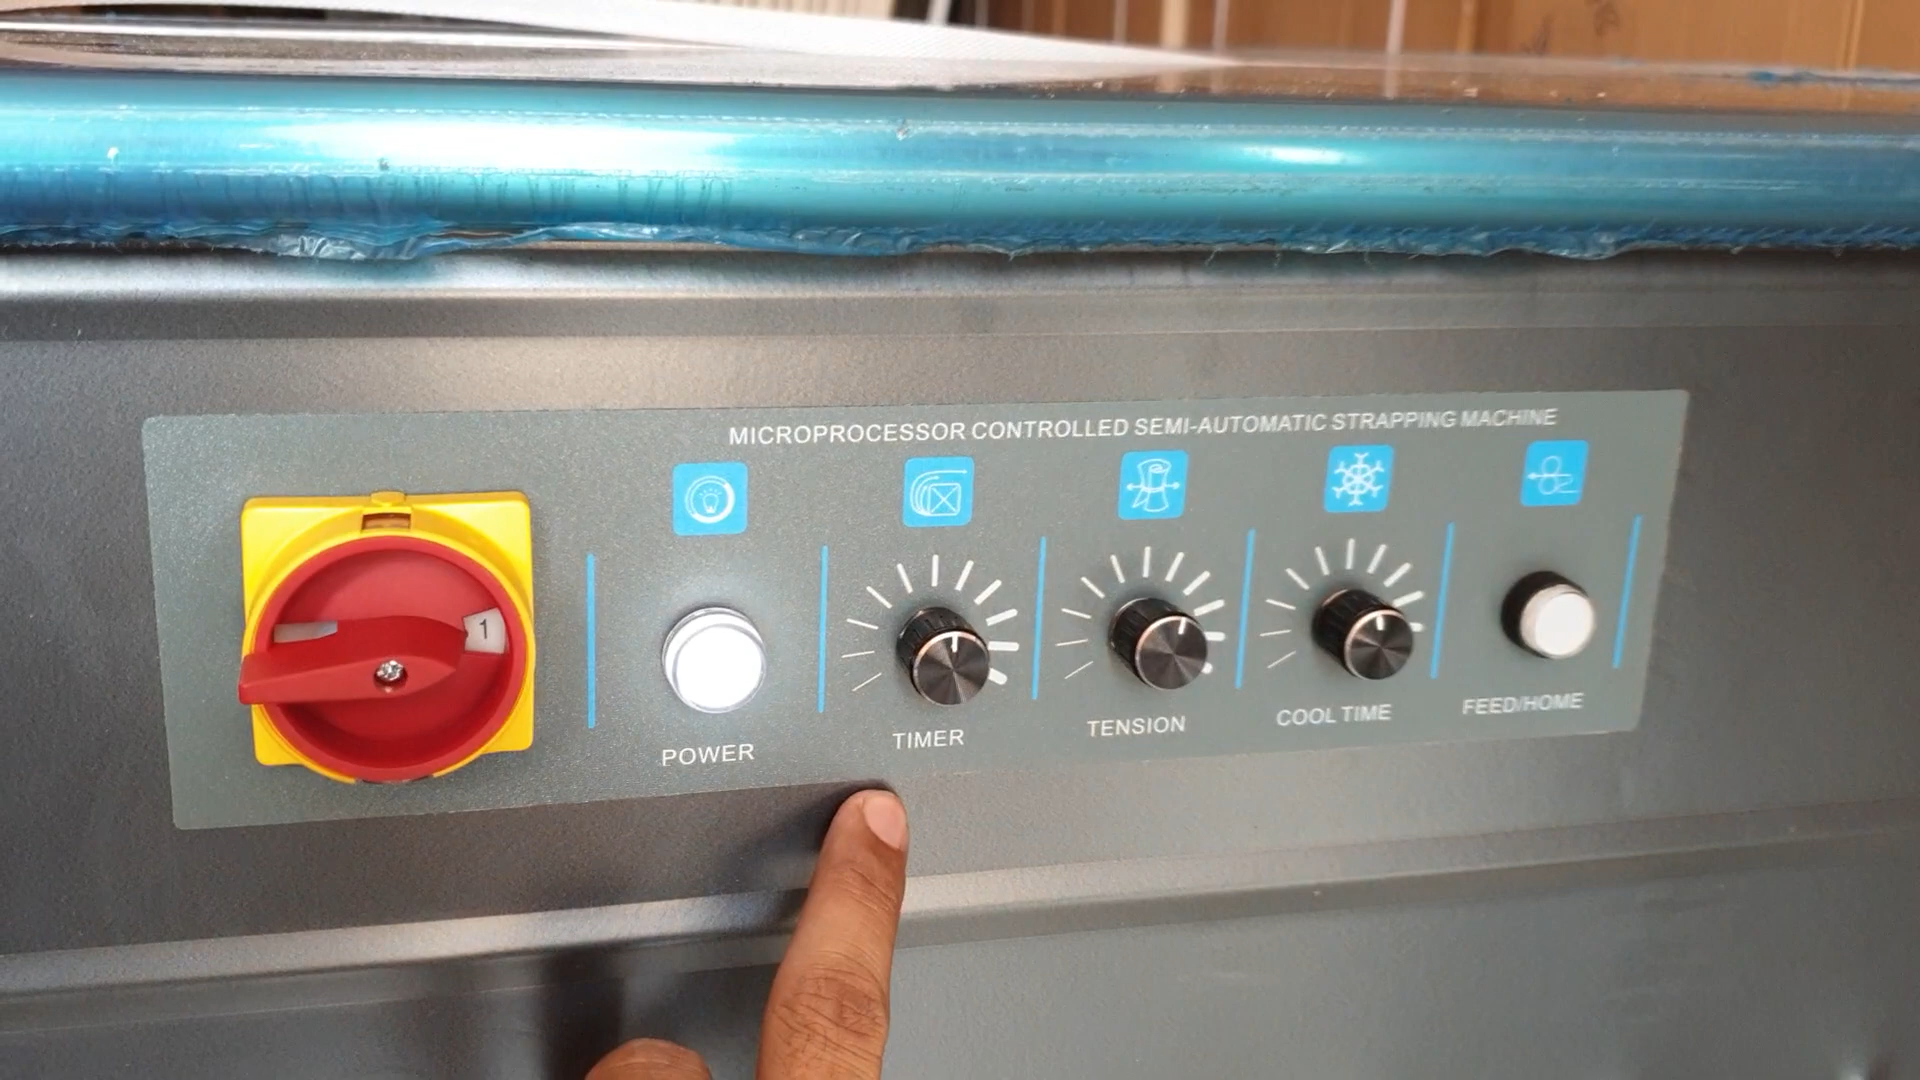 MICROPROCESSOR CONTROLLED SEMI-AUTOMATIC STRAPPING MACHINE
1
POWER
TIMER
TENSION
COOL TIME
FEED/HOME